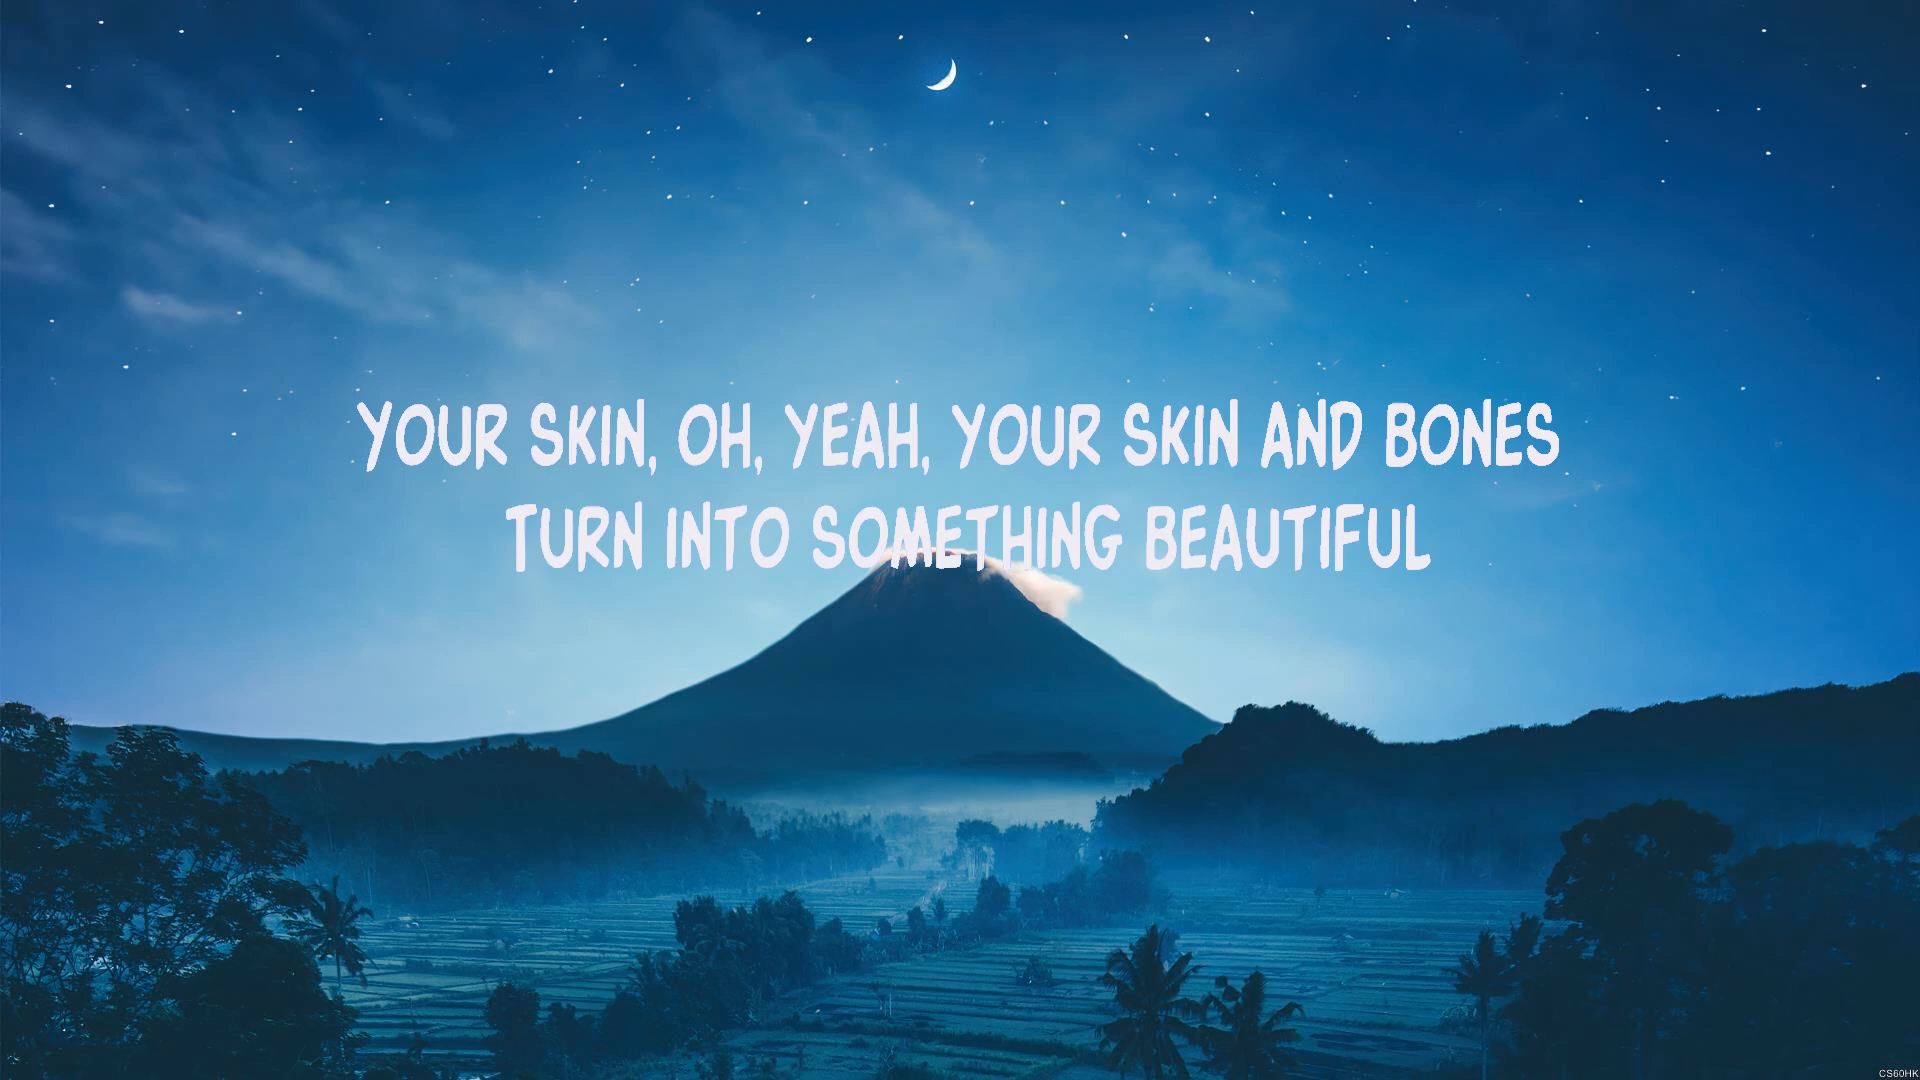 YOUR SKIN, OH, YEAH, YOUR SKIN AND BONES
TURN INTO SOMETHING BEAUTIFUL
CS60HK